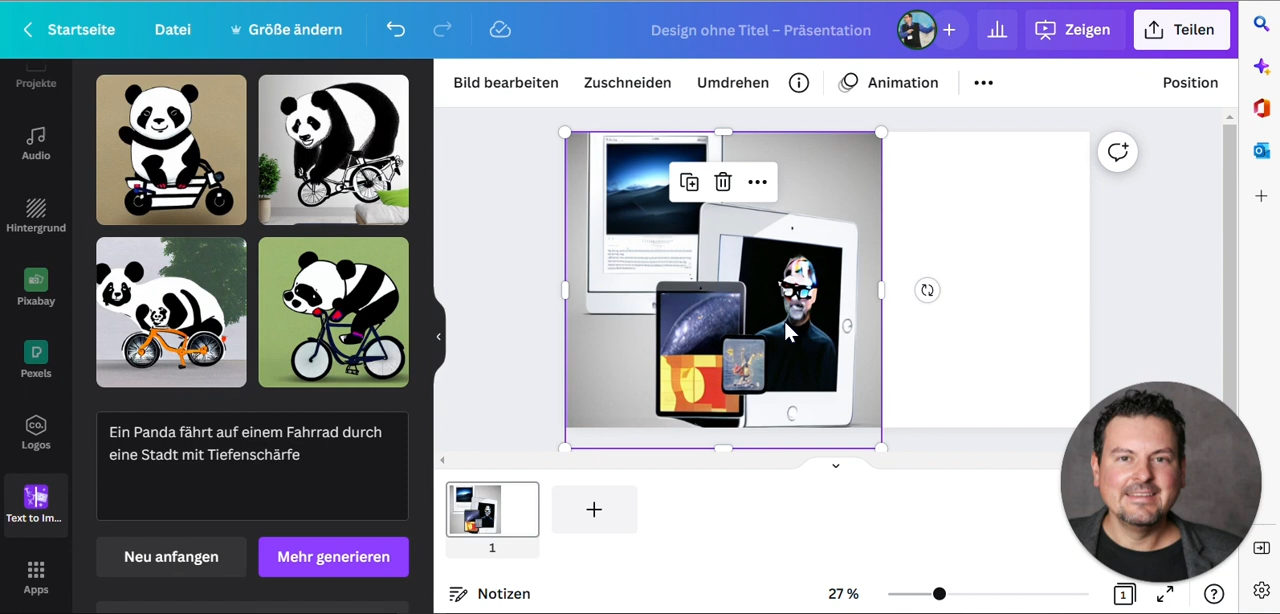 Startseite
Datei
Größe ändern
Design ohne Titel – Präsentation
Zeigen
Teilen
Projekte
Audio
Hintergrund
Pixabay
Pexels
CO.
Logos
Text to Im...
Apps
Ein Panda fährt auf einem Fahrrad durch
eine Stadt mit Tiefenschärfe
Neu anfangen
Mehr generieren
Bild bearbeiten
Zuschneiden
Umdrehen
Animation
Position
1
Notizen
27 %
1